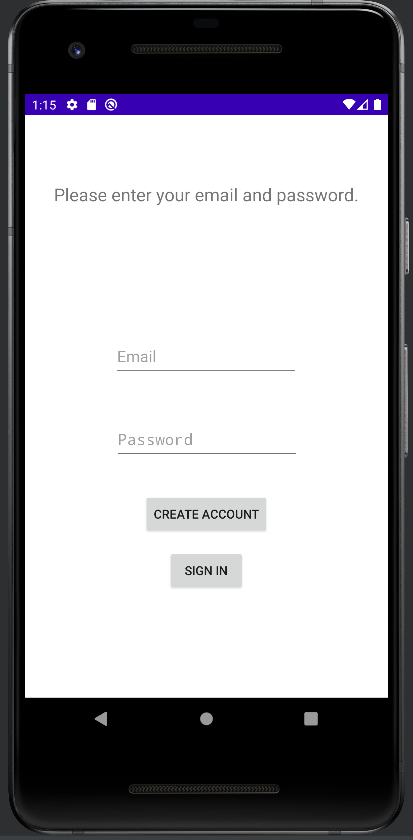 1:15
Please enter your email and password.
Email
Password
CREATE ACCOUNT
SIGN IN